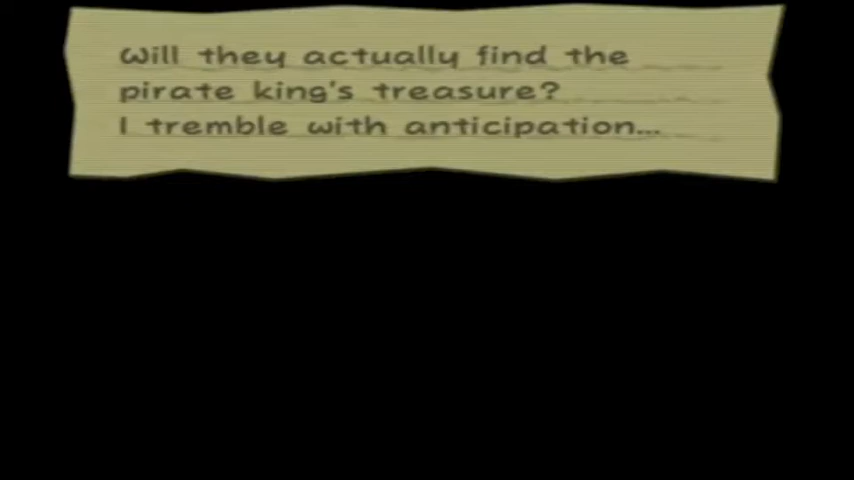 Will they actually find the
pirate king's treasure?
I tremble with anticipation...